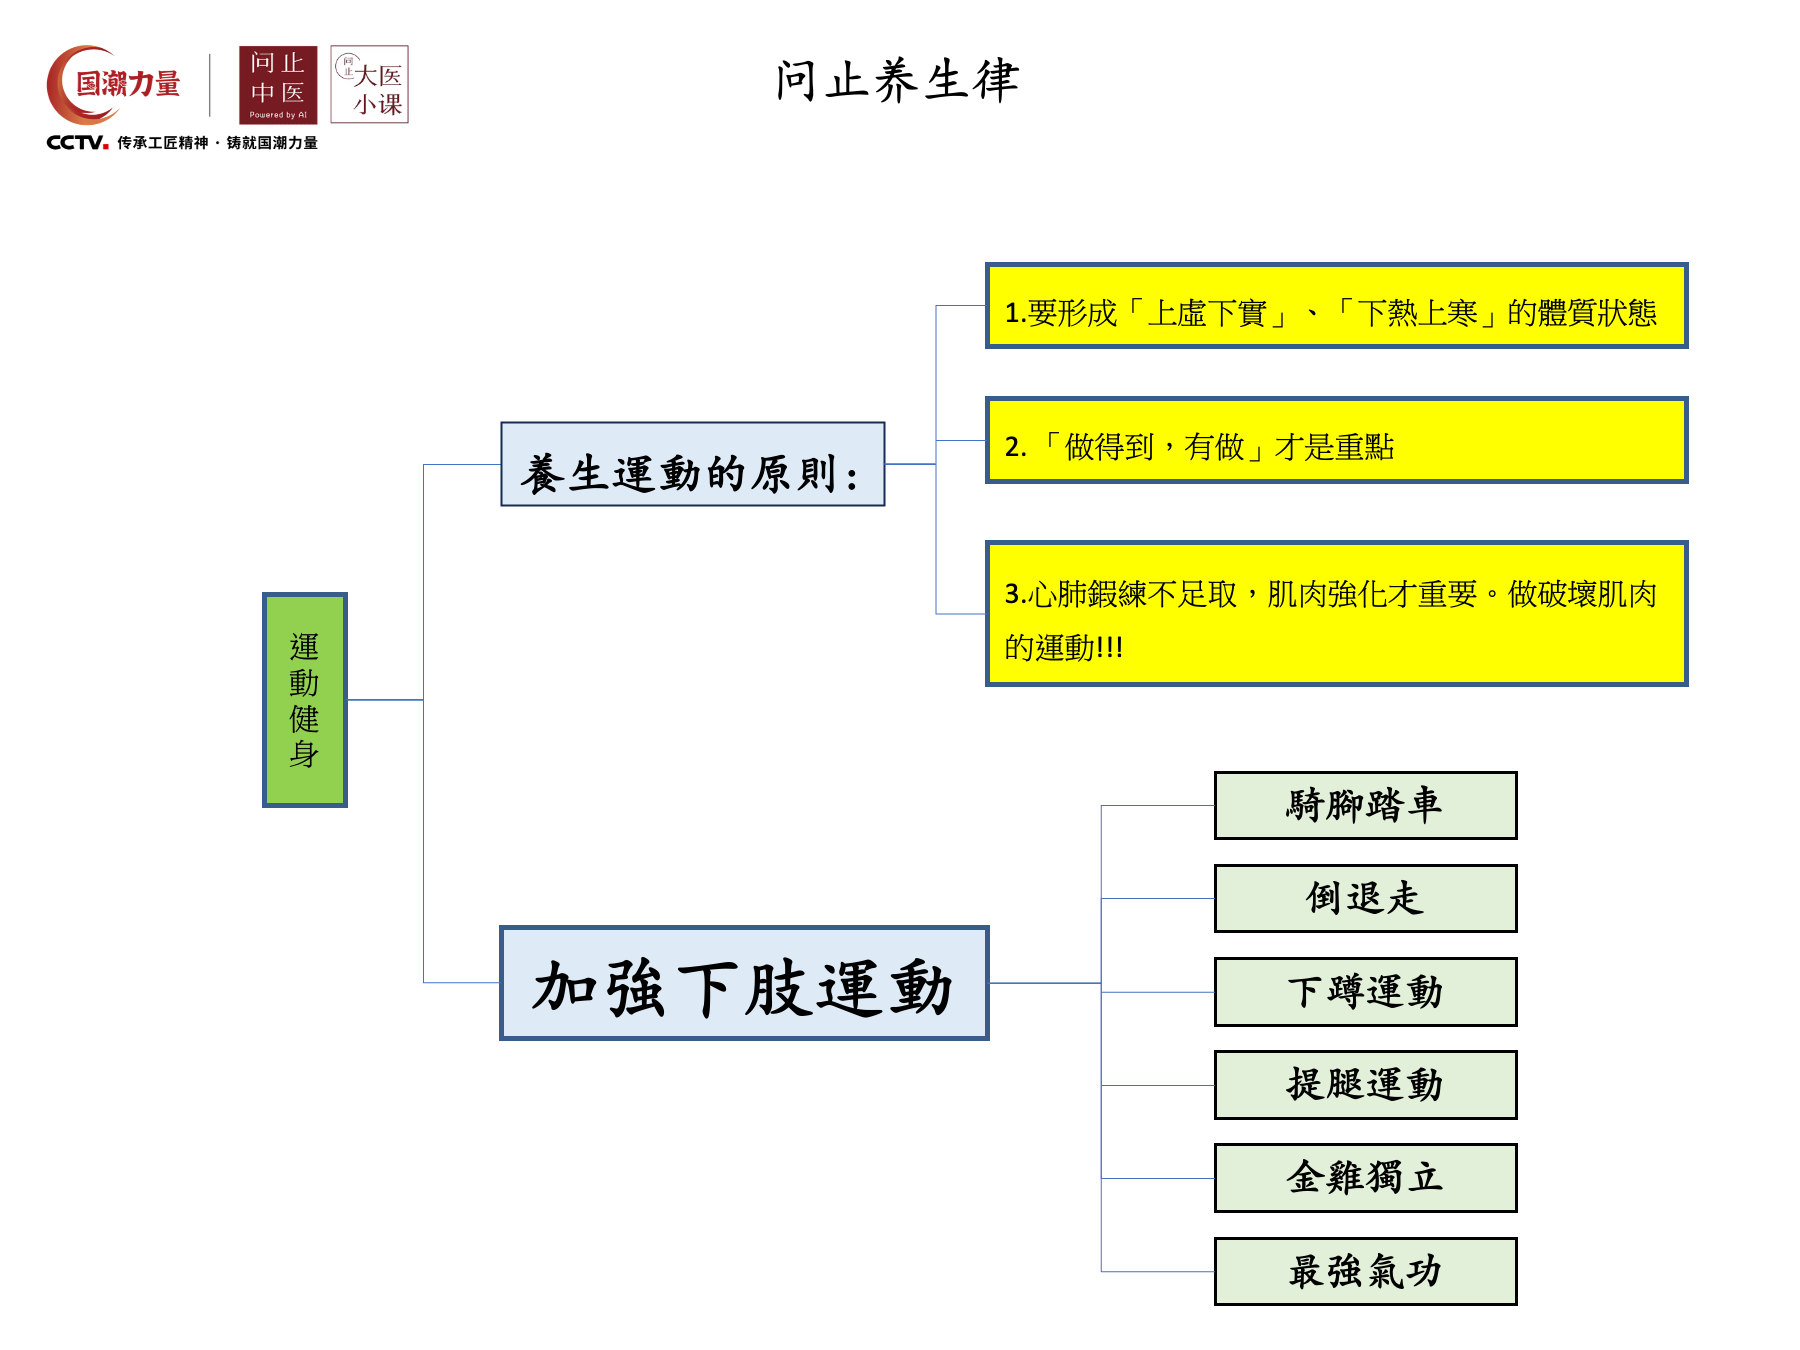 国潮力量
问止
中医
Powered by AI
问止
大医
小课
CCTV. 传承工匠精神 · 铸就国潮力量
问止养生律
運動健身
養生運動的原則:
1.要形成「上虛下實」、「下熱上寒」的體質狀態
2. 「做得到，有做」才是重點
3.心肺鍛練不足取，肌肉強化才重要。做破壞肌肉
的運動!!!
加強下肢運動
騎腳踏車
倒退走
下蹲運動
提腿運動
金雞獨立
最強氣功